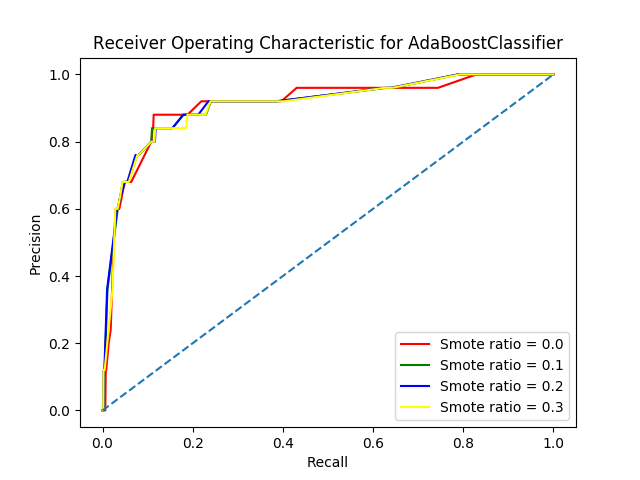 Receiver Operating Characteristic for AdaBoostClassifier
1.0
0.8
0.6
0.4
0.2
0.0
Precision
0.0 0.2 0.4 0.6 0.8 1.0
Recall
Smote ratio = 0.0
Smote ratio = 0.1
Smote ratio = 0.2
Smote ratio = 0.3